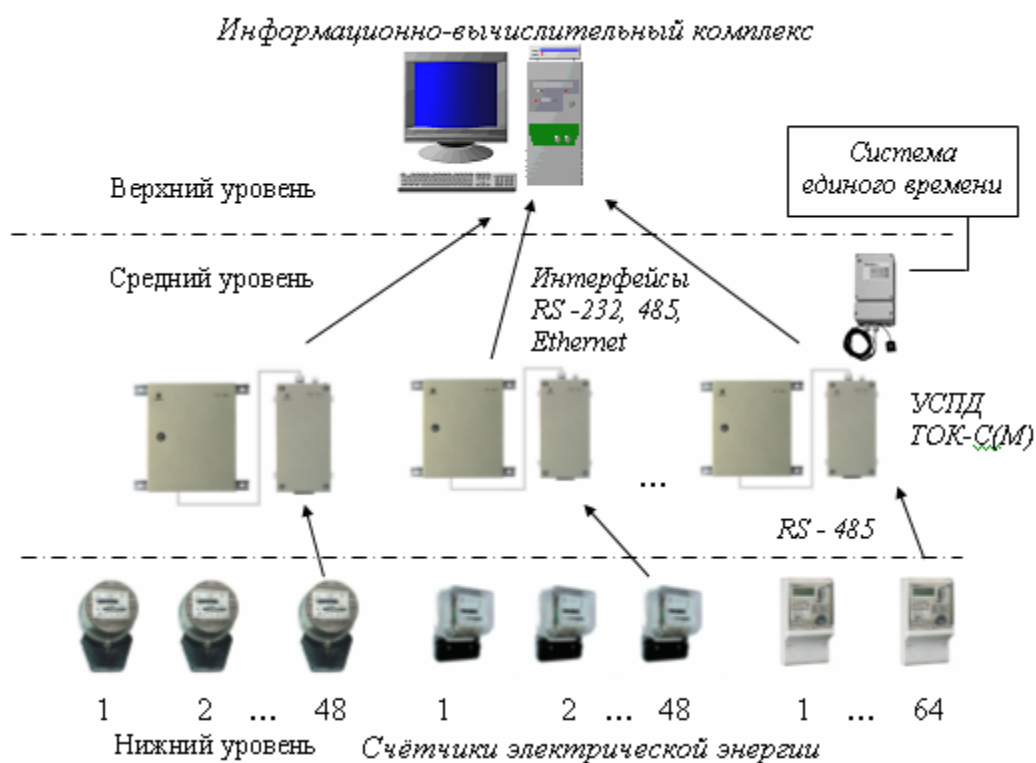 Информационно-вычислительный комплекс
Система
единого времени
Верхний уровень
Средний уровень
Интерфейсы
RS -232, 485,
Ethernet
УСПД
ТОК-С(М)
...
RS - 485
1 2 ... 48 1 2 ... 48 1 ... 64
Нижний уровень Счётчики электрической энергии